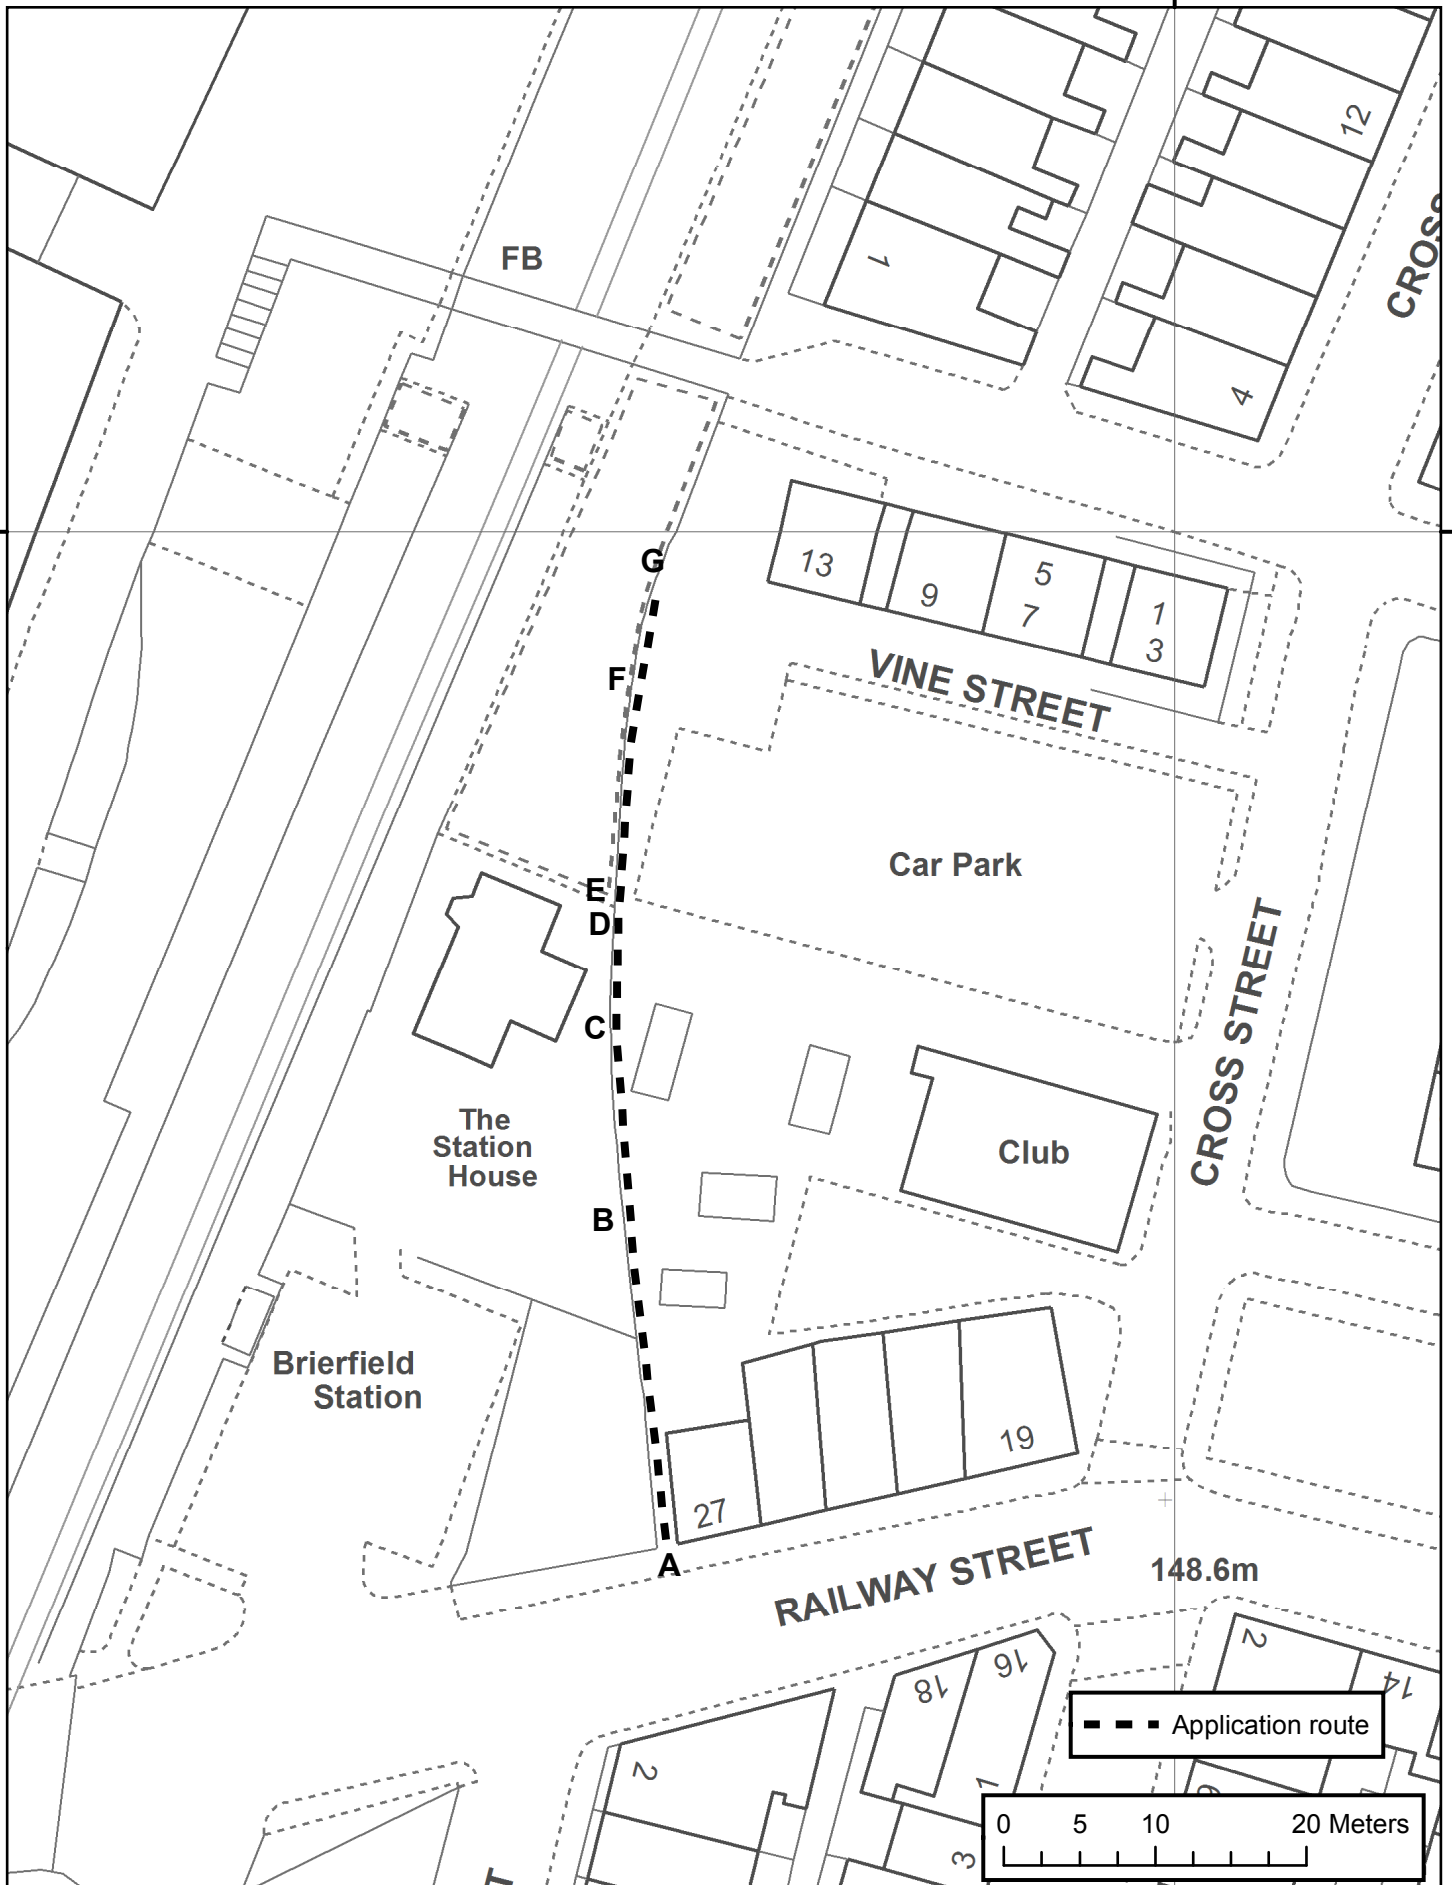 12
CROSS
FB
1
4
G
13
9
5
7
1
3
F
VINE STREET
Car Park
E
D
C
The
Station
House
Club
CROSS STREET
B
Brierfield
Station
19
27
A
RAILWAY STREET
148.6m
2
18
16
14
Application route
2
1
3
0 5 10 20 Meters
T